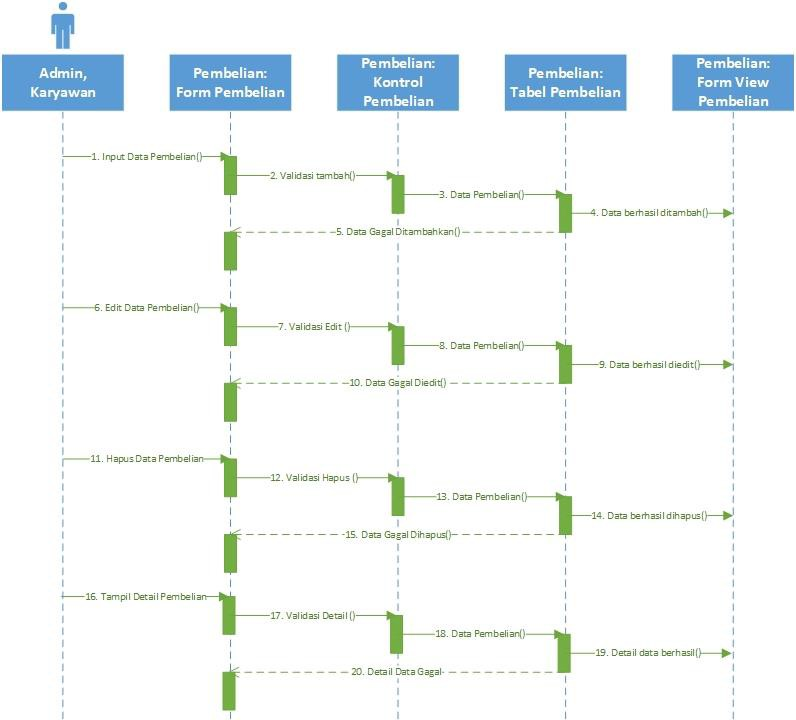 Admin,
Karyawan
Pembelian:
Form Pembelian
Pembelian:
Kontrol
Pembelian
Pembelian:
Tabel Pembelian
Pembelian:
Form View
Pembelian
1. Input Data Pembelian()
2. Validasi tambah()
3. Data Pembelian()
4. Data berhasil ditambah()
5. Data Gagal Ditambahkan()
6. Edit Data Pembelian()
7. Validasi Edit ()
8. Data Pembelian()
9. Data berhasil diedit()
10. Data Gagal Diedit()
11. Hapus Data Pembelian
12. Validasi Hapus ()
13. Data Pembelian()
14. Data berhasil dihapus()
15. Data Gagal Dihapus()
16. Tampil Detail Pembelian
17. Validasi Detail ()
18. Data Pembelian()
19. Detail data berhasil()
20. Detail Data Gagal